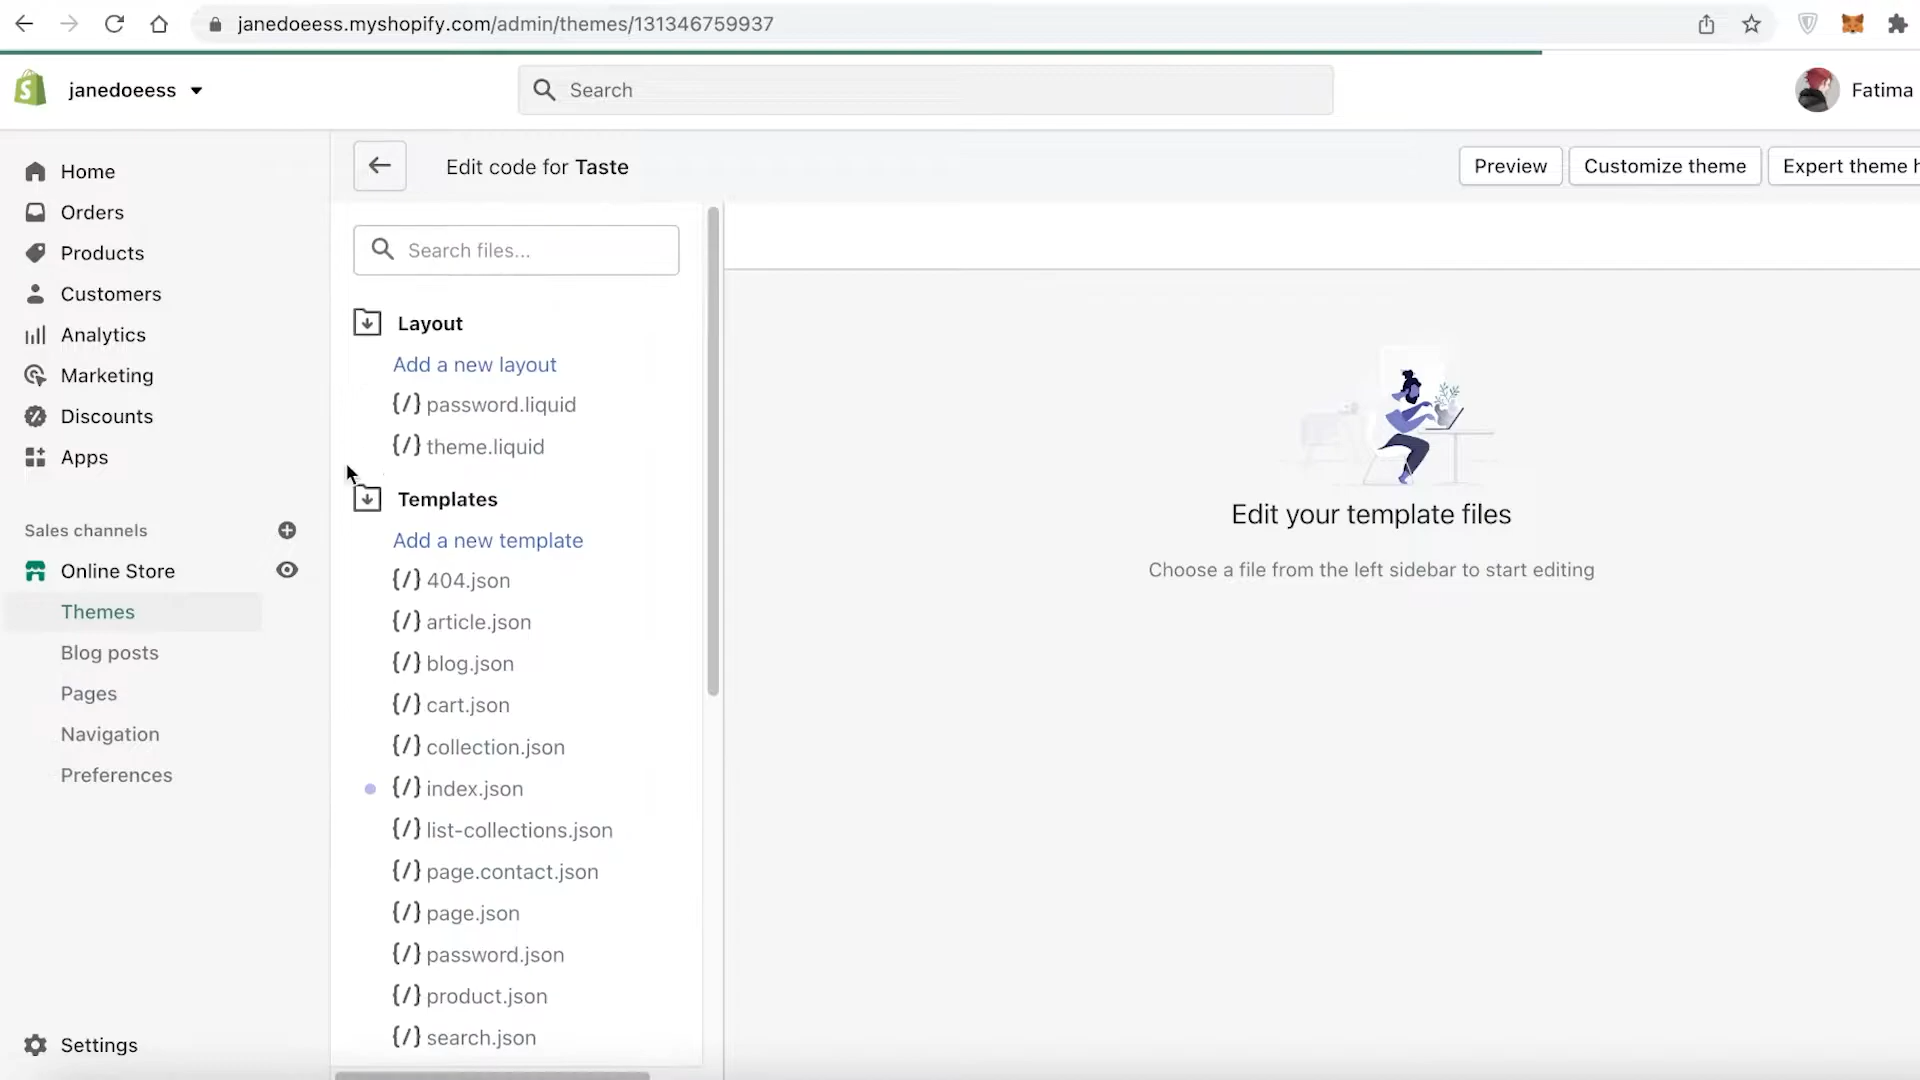 janedoeess.myshopify.com/admin/themes/131346759937
janedoeess
Search
Fatima
Home
Orders
Products
Customers
Analytics
Marketing
Discounts
Apps
Sales channels
Online Store
Themes
Blog posts
Pages
Navigation
Preferences
Settings
Edit code for Taste
Preview
Customize theme
Expert theme h
Search files...
Layout
Add a new layout
{/} password.liquid
{/} theme.liquid
Templates
Add a new template
{/} 404.json
{/} article.json
{/} blog.json
{/} cart.json
{/} collection.json
{/} index.json
{/} list-collections.json
{/} page.contact.json
{/} page.json
{/} password.json
{/} product.json
{/} search.json
Edit your template files
Choose a file from the left sidebar to start editing